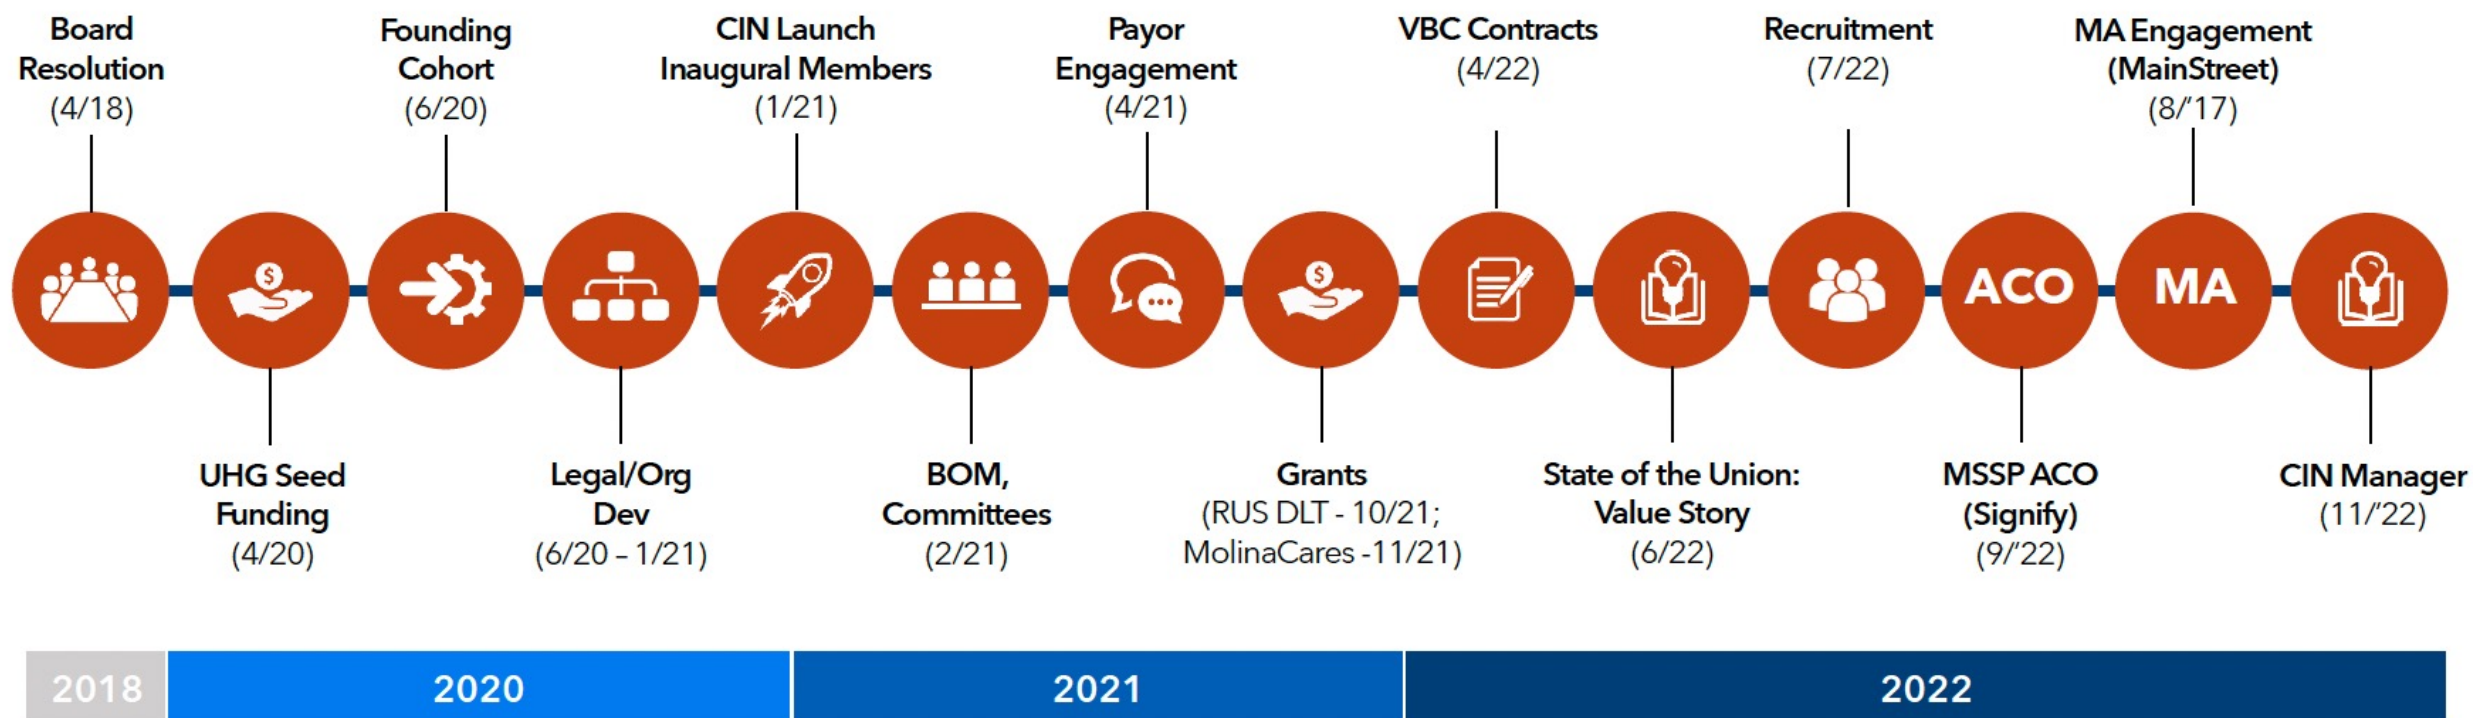 Board
Resolution
(4/18)
Founding
Cohort
(6/20)
CIN Launch
Inaugural Members
(1/21)
Payor
Engagement
(4/21)
VBC Contracts
(4/22)
Recruitment
(7/22)
MA Engagement
(MainStreet)
(8/'17)
$
$
ACO
MA
UHG Seed
Funding
(4/20)
Legal/Org
Dev
(6/20 – 1/21)
BOM,
Committees
(2/21)
Grants
(RUS DLT - 10/21;
MolinaCares -11/21)
State of the Union:
Value Story
(6/22)
MSSP ACO
(Signify)
(9/'22)
CIN Manager
(11/'22)
2018
2020
2021
2022